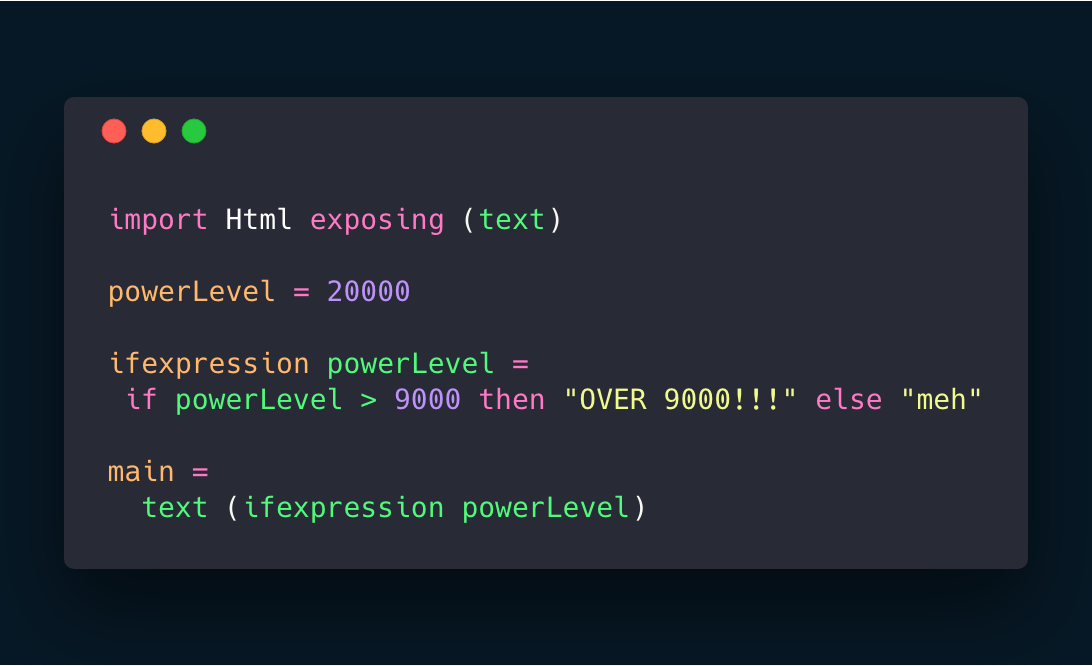 import Html exposing (text)
powerLevel = 20000
ifexpression powerLevel =
if powerLevel > 9000 then "OVER 9000!!!" else "meh"
main =
text (ifexpression powerLevel)